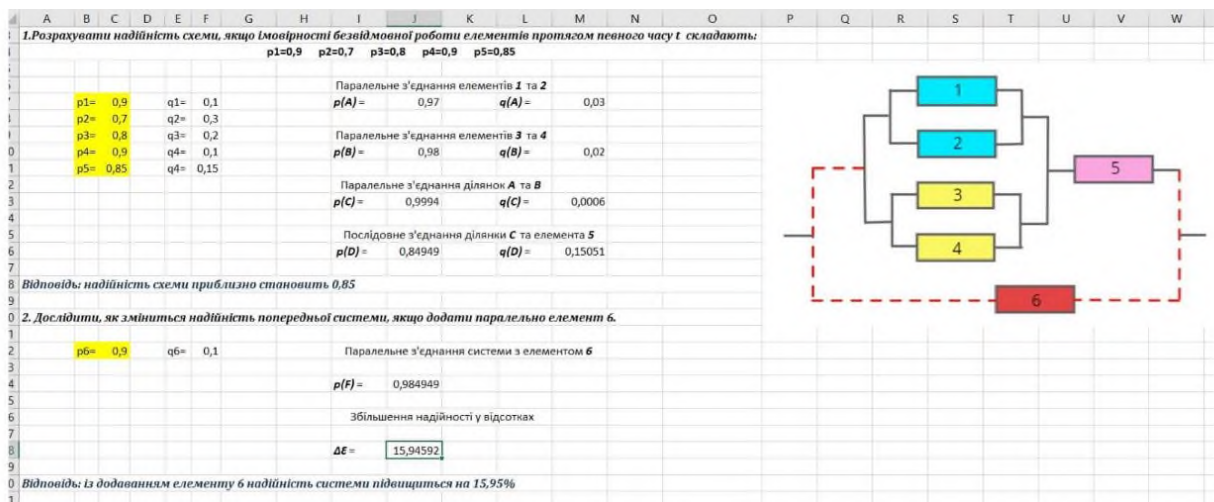 A B C D E F G H I J K L M N O P Q R S T U V W
1.Розрахувати надійність схеми, якщо імовірності безвідмовної роботи елементів протягом певного часу t складають:
p1=0,9 p2=0,7 p3=0,8 p4=0,9 p5=0,85
Паралельне з'єднання елементів 1 та 2
p1= 0,9 q1= 0,1 p(A) = 0,97 q(A) = 0,03
p2= 0,7 q2= 0,3
p3= 0,8 q3= 0,2 Паралельне з'єднання елементів 3 та 4
p4= 0,9 q4= 0,1 p(B) = 0,98 q(B) = 0,02
p5= 0,85 q4= 0,15
Паралельне з'єднання ділянок A та B
p(C) = 0,9994 q(C) = 0,0006
Послідовне з'єднання ділянки C та елемента 5
p(D) = 0,84949 q(D) = 0,15051
Відповідь: надійність схеми приблизно становить 0,85
2. Дослідити, як зміниться надійність попередньої системи, якщо додати паралельно елемент 6.
p6= 0,9 q6= 0,1 Паралельне з'єднання системи з елементом 6
p(F) = 0,984949
Збільшення надійності у відсотках
ΔE = 15,94592
Відповідь: із додаванням елементу 6 надійність системи підвищиться на 15,95%
1
2
3
4
5
6